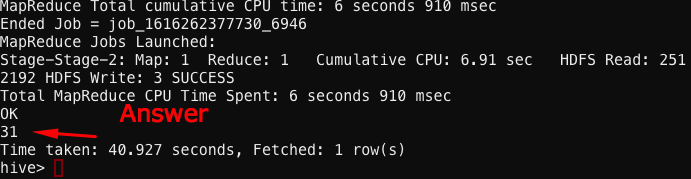 MapReduce Total cumulative CPU time: 6 seconds 910 msec
Ended Job = job_1616262377730_6946
MapReduce Jobs Launched:
Stage-Stage-2: Map: 1  Reduce: 1   Cumulative CPU: 6.91 sec   HDFS Read: 251
2192 HDFS Write: 3 SUCCESS
Total MapReduce CPU Time Spent: 6 seconds 910 msec
OK
Answer
31
Time taken: 40.927 seconds, Fetched: 1 row(s)
hive>